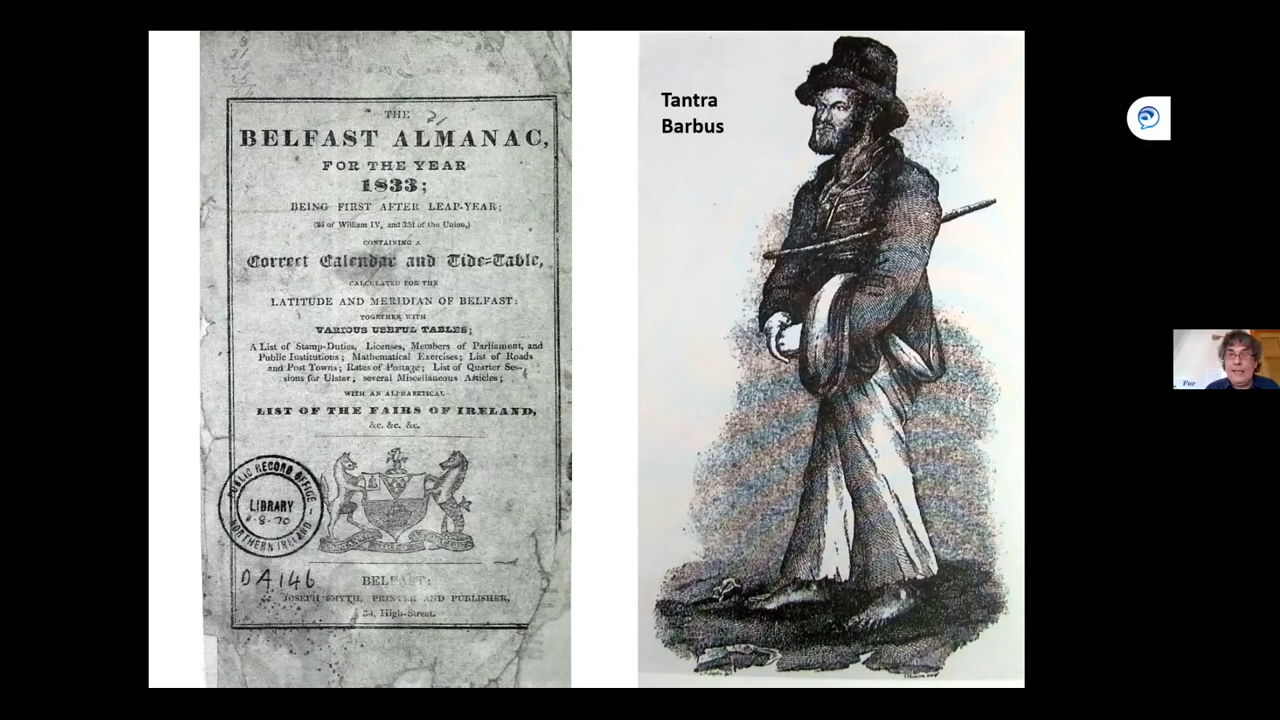 THE
BELFAST ALMANAC,
FOR THE YEAR
1833;
BEING FIRST AFTER LEAP-YEAR;
(3d of William IV, and 33d of the Union,)
CONTAINING A
Correct Calendar and Tide-Table,
CALCULATED FOR THE
LATITUDE AND MERIDIAN OF BELFAST;
TOGETHER WITH
VARIOUS USEFUL TABLES;
A List of Stamp-Duties, Licenses, Members of Parliament, and
Public Institutions; Mathematical Exercises; List of Roads
and Post Towns; Rates of Postage; List of Quarter Ses-
sions for Ulster; several Miscellaneous Articles;
WITH AN ALPHABETICAL
LIST OF THE FAIRS OF IRELAND,
&c. &c. &c.
PUBLIC RECORD OFFICE
LIBRARY
-8-70
NORTHERN IRELAND
DA146
BELFAST:
JOSEPH SMYTH, PRINTER AND PUBLISHER,
34, High-Street.
Tantra
Barbus
For